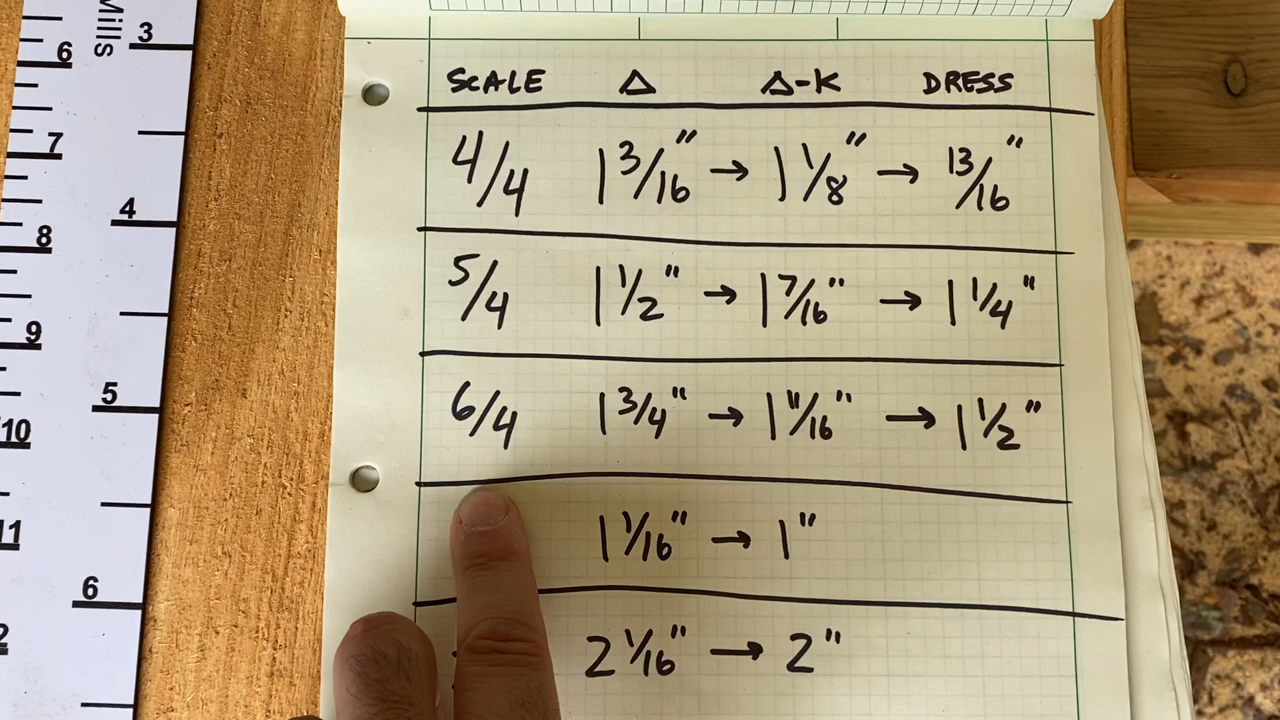 Mills
3
6
7
4
8
9
5
10
11
6
2
SCALE Δ Δ-K DRESS
4/4 1 3/16" → 1 1/8" → 13/16"
5/4 1 1/2" → 1 7/16" → 1 1/4"
6/4 1 3/4" → 1 11/16" → 1 1/2"
1 1/16" → 1"
2 1/16" → 2"